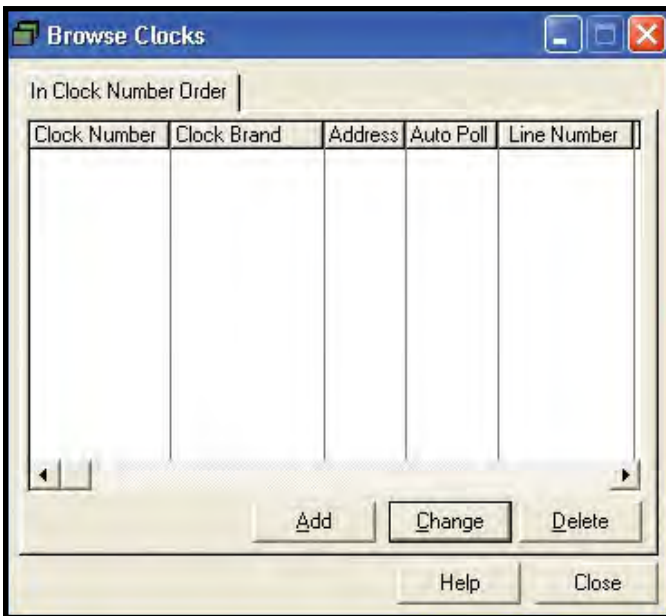 Browse Clocks
In Clock Number Order
Clock Number Clock Brand Address Auto Poll Line Number
Add Change Delete
Help Close